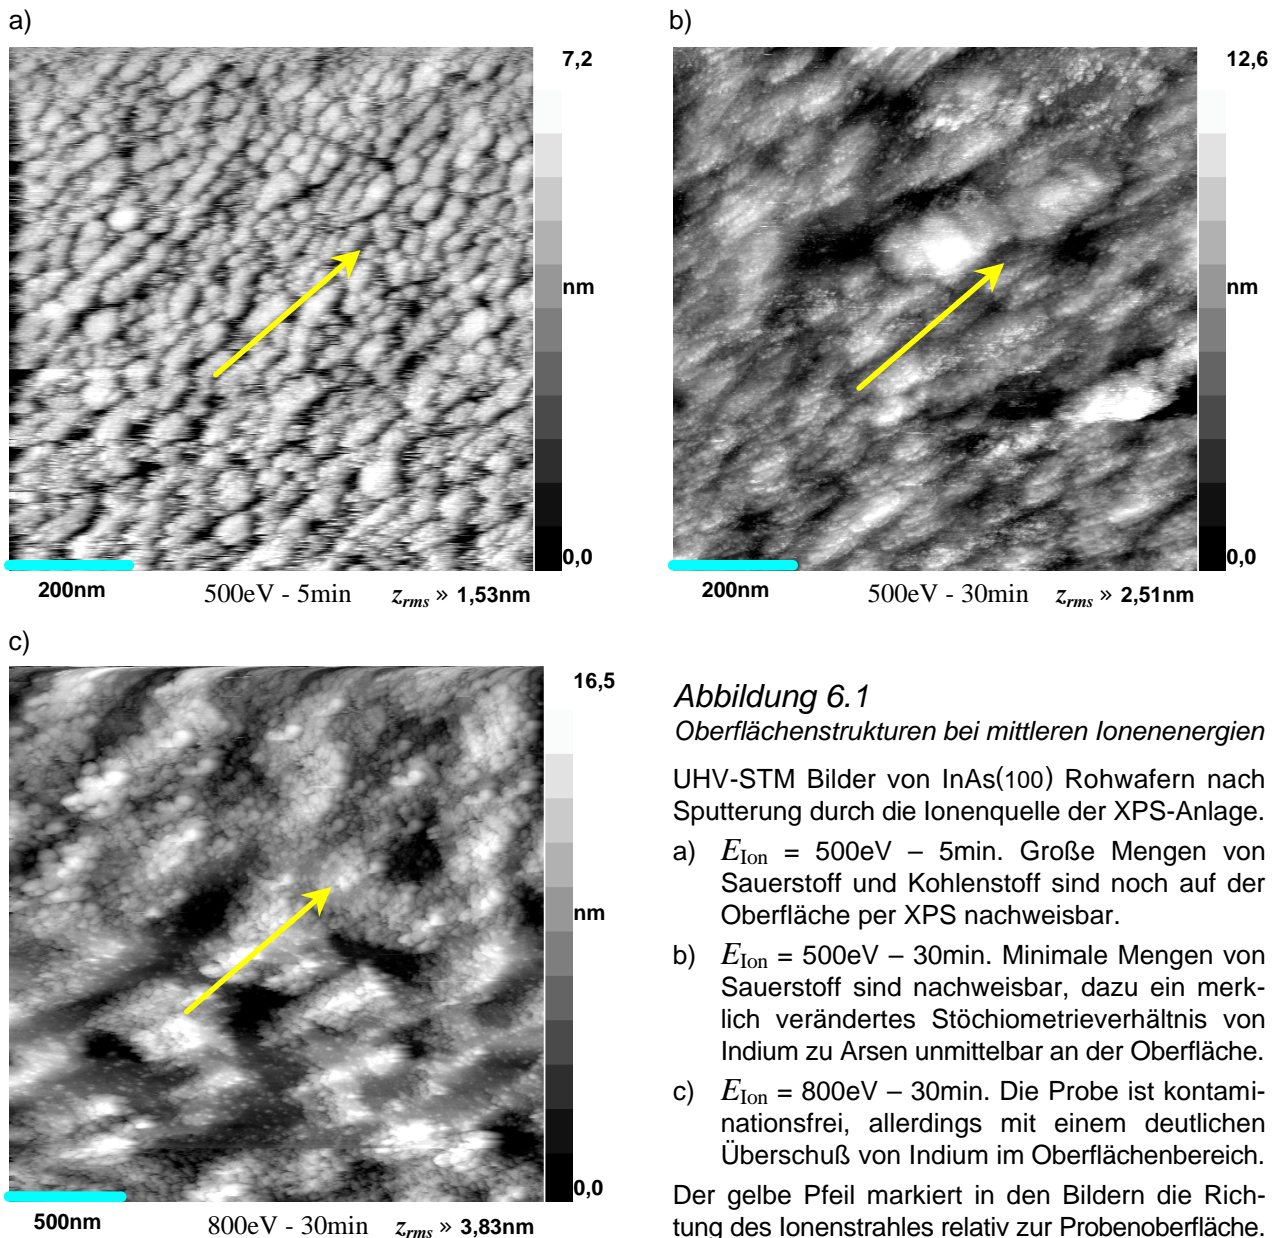 a)
7,2
nm
0,0
200nm
500eV - 5min zrms » 1,53nm
b)
12,6
nm
0,0
200nm
500eV - 30min zrms » 2,51nm
c)
16,5
nm
0,0
500nm
800eV - 30min zrms » 3,83nm
Abbildung 6.1
Oberflächenstrukturen bei mittleren Ionenenergien
UHV-STM Bilder von InAs(100) Rohwafern nach
Sputterung durch die Ionenquelle der XPS-Anlage.
a) EIon = 500eV – 5min. Große Mengen von
Sauerstoff und Kohlenstoff sind noch auf der
Oberfläche per XPS nachweisbar.
b) EIon = 500eV – 30min. Minimale Mengen von
Sauerstoff sind nachweisbar, dazu ein merk-
lich verändertes Stöchiometrieverhältnis von
Indium zu Arsen unmittelbar an der Oberfläche.
c) EIon = 800eV – 30min. Die Probe ist kontami-
nationsfrei, allerdings mit einem deutlichen
Überschuß von Indium im Oberflächenbereich.
Der gelbe Pfeil markiert in den Bildern die Rich-
tung des Ionenstrahles relativ zur Probenoberfläche.